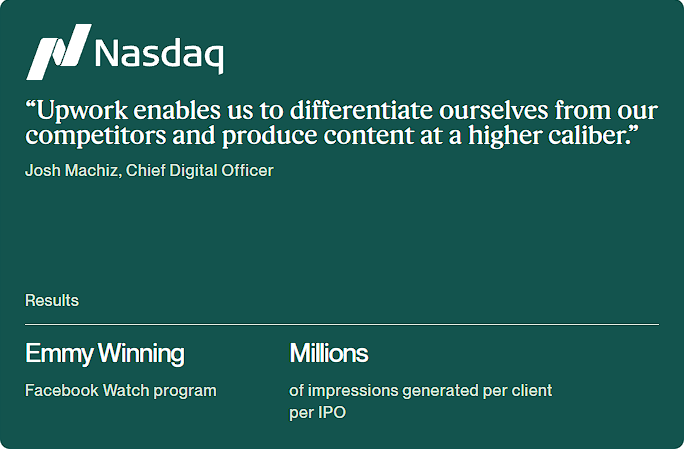 Nasdaq
“Upwork enables us to differentiate ourselves from our
competitors and produce content at a higher caliber.”
Josh Machiz, Chief Digital Officer
Results
Emmy Winning
Facebook Watch program
Millions
of impressions generated per client
per IPO